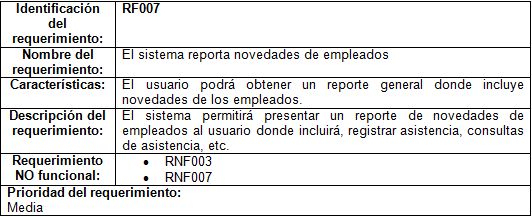 Identificación RF007
del
requerimiento:
Nombre del El sistema reporta novedades de empleados
requerimiento:
Características: El usuario podrá obtener un reporte general donde incluye
novedades de los empleados.
Descripción del El sistema permitirá presentar un reporte de novedades de
requerimiento: empleados al usuario donde incluirá, registrar asistencia, consultas
de asistencia, etc.
Requerimiento • RNF003
NO funcional: • RNF007
Prioridad del requerimiento:
Media